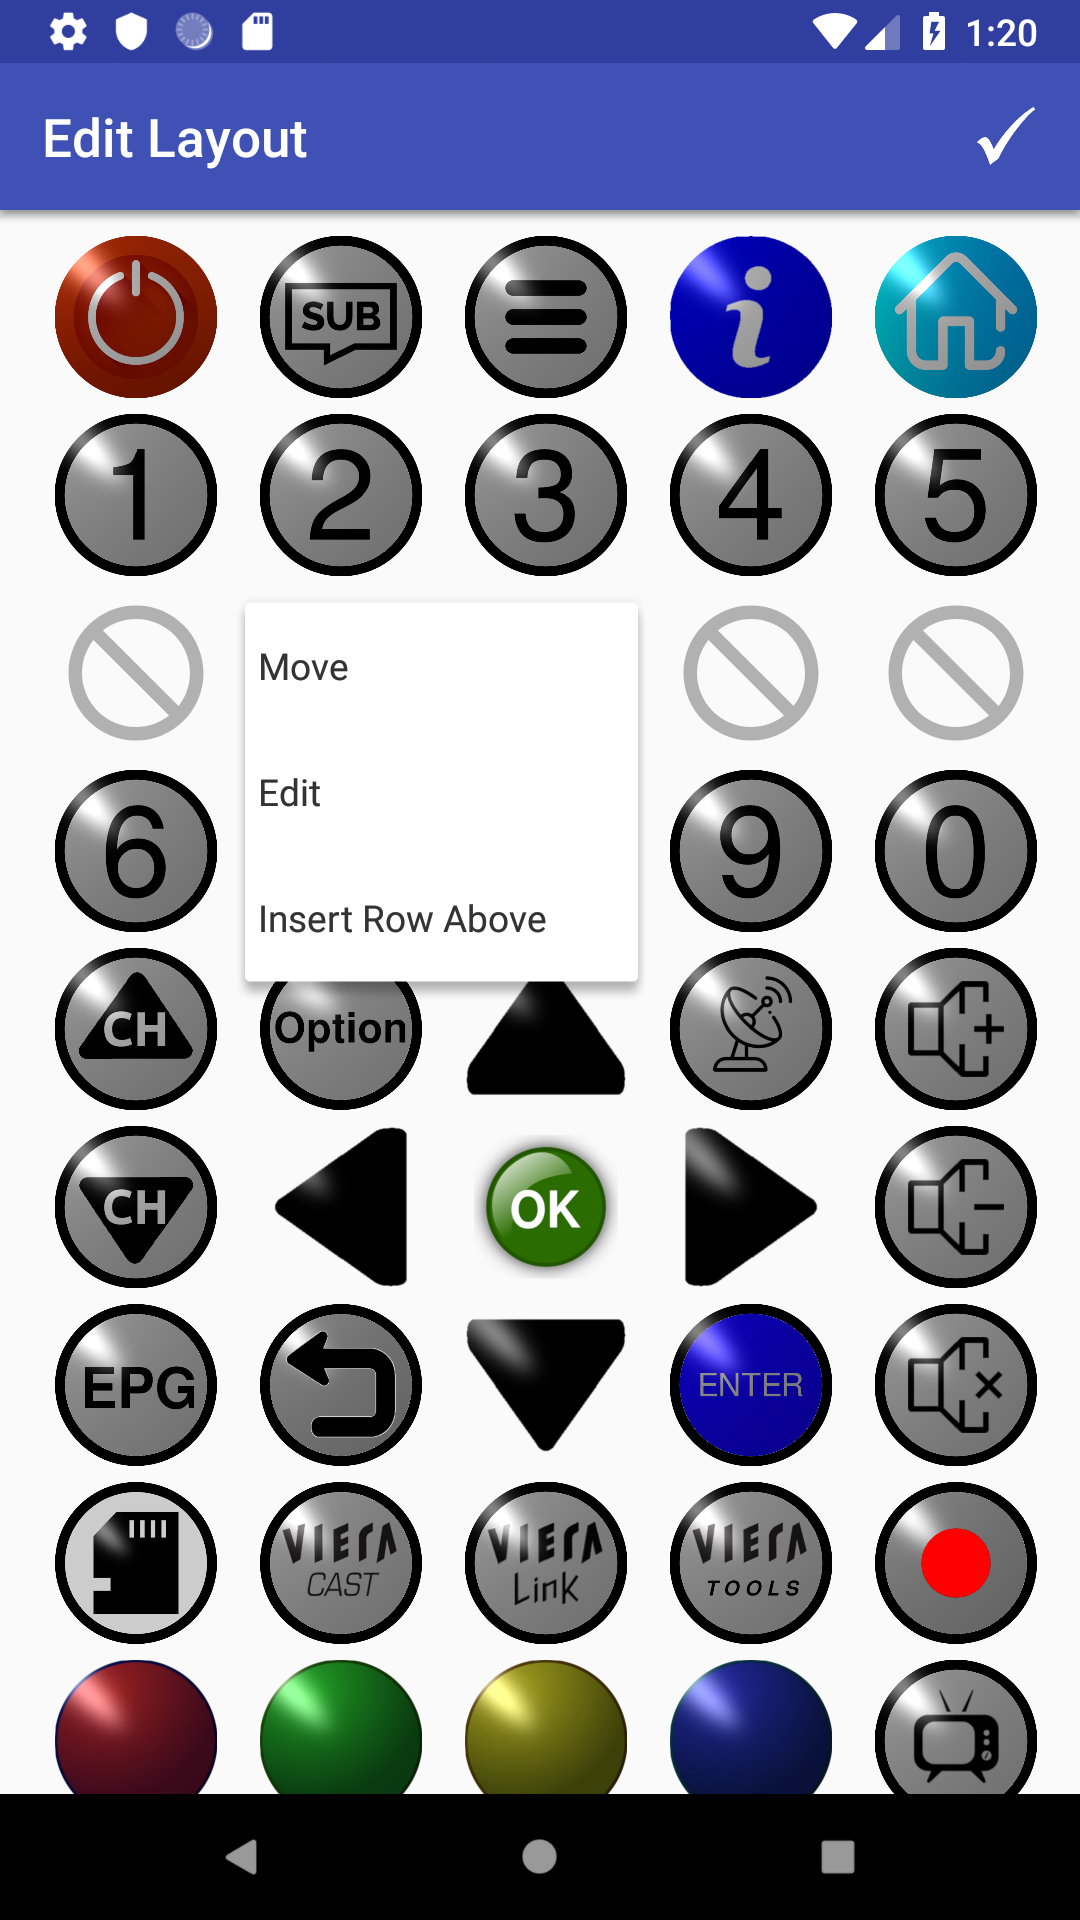 1:20
Edit Layout
SUB
1 2 3 4 5
Move
Edit
Insert Row Above
6 9 0
CH Option
CH OK
EPG ENTER
VIERA CAST
VIERA Link
VIERA TOOLS